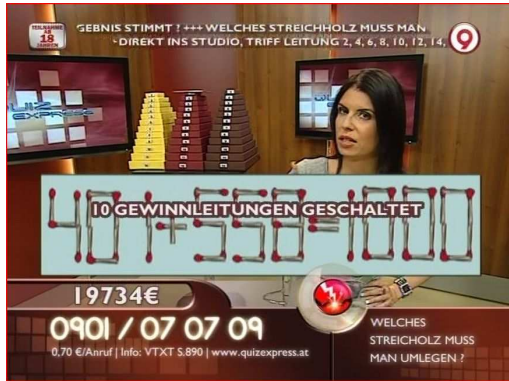 TEILNAHME
AB
18
JAHREN
GEBNIS STIMMT ? +++ WELCHES STREICHHOLZ MUSS MAN
- DIREKT INS STUDIO, TRIFF LEITUNG 2, 4, 6, 8, 10, 12, 14,
9
UIZ
EXPRESS
401+558=1000
10 GEWINNLEITUNGEN GESCHALTET
19734€
0901 / 07 07 09
0,70 €/Anruf | Info: VTXT S.890 | www.quizexpress.at
WELCHES
STREICHOLZ MUSS
MAN UMLEGEN ?